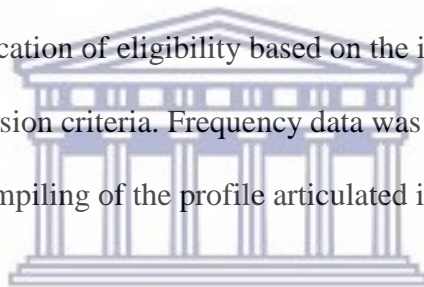 cation of eligibility based on the i
sion criteria. Frequency data was
mpiling of the profile articulated i